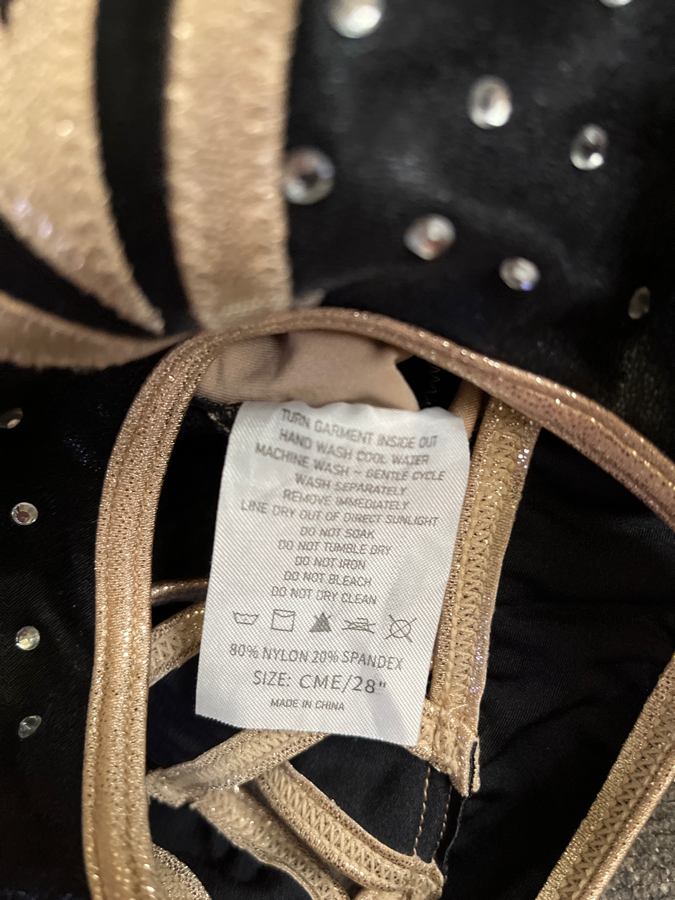 TURN GARMENT INSIDE OUT
HAND WASH COOL WATER
MACHINE WASH ~ GENTLE CYCLE
WASH SEPARATELY
REMOVE IMMEDIATELY
LINE DRY OUT OF DIRECT SUNLIGHT
DO NOT SOAK
DO NOT TUMBLE DRY
DO NOT IRON
DO NOT BLEACH
DO NOT DRY CLEAN
80% NYLON 20% SPANDEX
SIZE: CME/28"
MADE IN CHINA